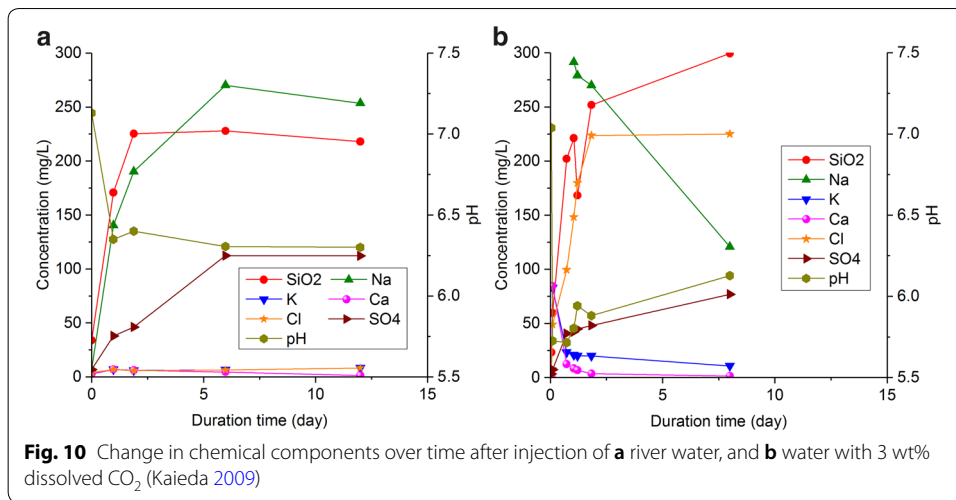 a
b
300
250
200
150
100
50
0
Concentration (mg/L)
7.5
7.0
6.5
6.0
5.5
pH
0
5
10
15
Duration time (day)
SiO2 Na
K Ca
Cl SO4
pH
300
250
200
150
100
50
0
Concentration (mg/L)
7.5
7.0
6.5
6.0
5.5
pH
0
5
10
15
Duration time (day)
SiO2
Na
K
Ca
Cl
SO4
pH
Fig. 10 Change in chemical components over time after injection of a river water, and b water with 3 wt%
dissolved CO₂ (Kaieda 2009)